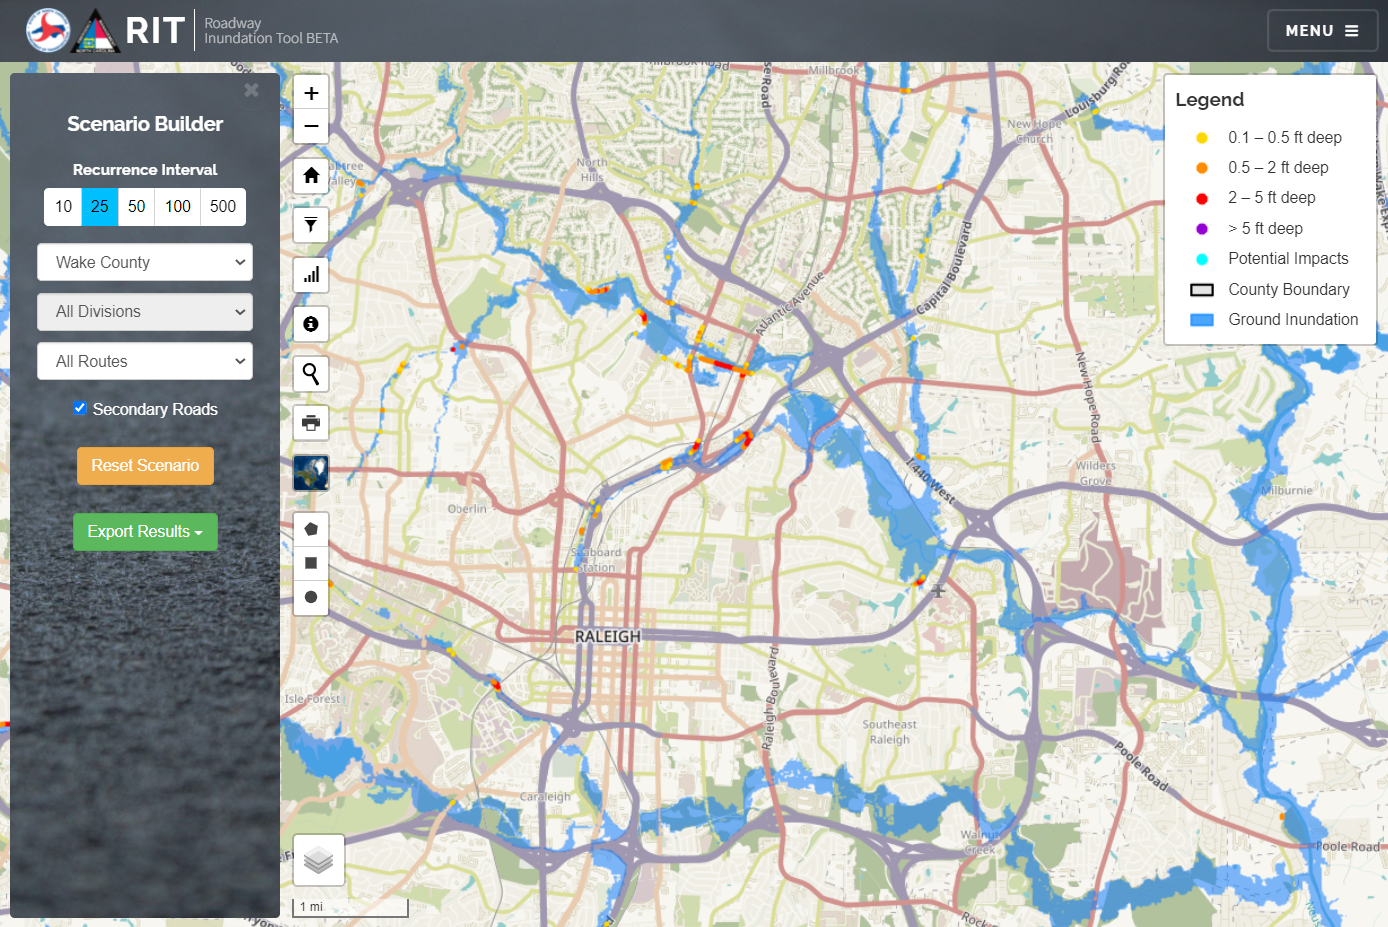 RIT
Roadway
Inundation Tool BETA
MENU
Scenario Builder
Recurrence Interval
10 25 50 100 500
Wake County
All Divisions
All Routes
Secondary Roads
Reset Scenario
Export Results
+
−
Legend
0.1 – 0.5 ft deep
0.5 – 2 ft deep
2 – 5 ft deep
> 5 ft deep
Potential Impacts
County Boundary
Ground Inundation
Millbrook
Louisburg Ro
New Hope
Church
North
Hills
Capital Boulevard
Atlantic Avenue
New Hope Road
I 440 West
Wilders
Grove
Milburnie
Oberlin
Seaboard
Station
RALEIGH
Isle Forest
Raleigh Boulevard
Southeast
Raleigh
Poole Road
Caraleigh
Walnut
Creek
Poole Road
1 mi